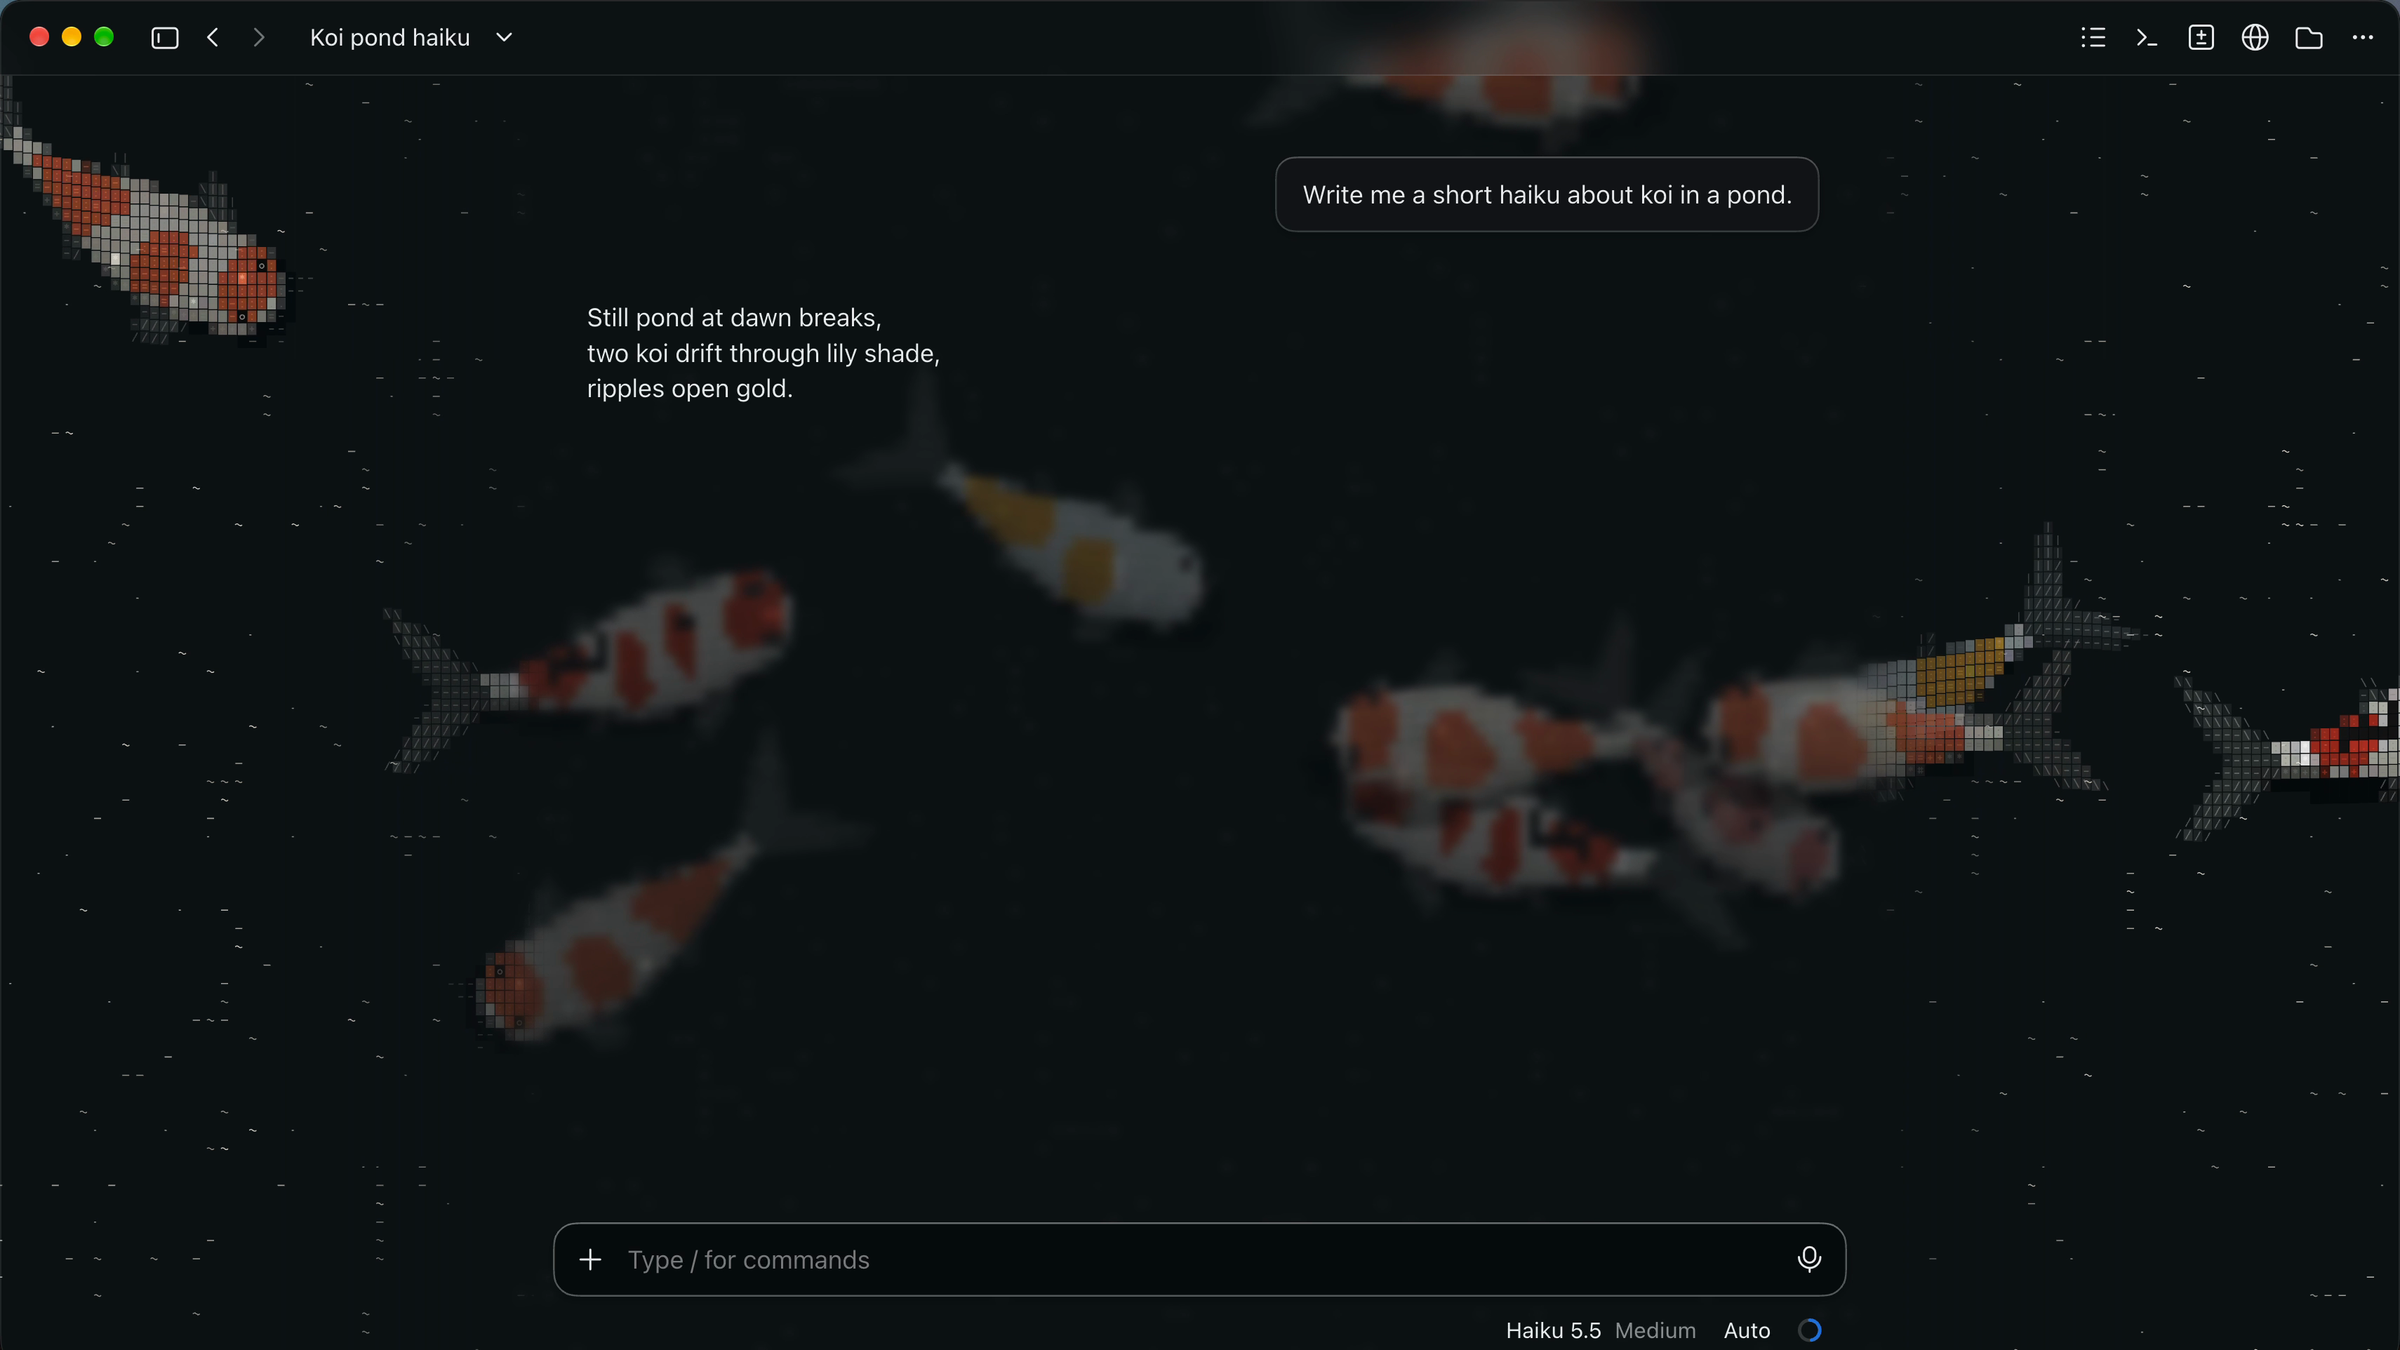 Koi pond haiku
Write me a short haiku about koi in a pond.
Still pond at dawn breaks,
two koi drift through lily shade,
ripples open gold.
Type / for commands
Haiku 5.5 Medium Auto